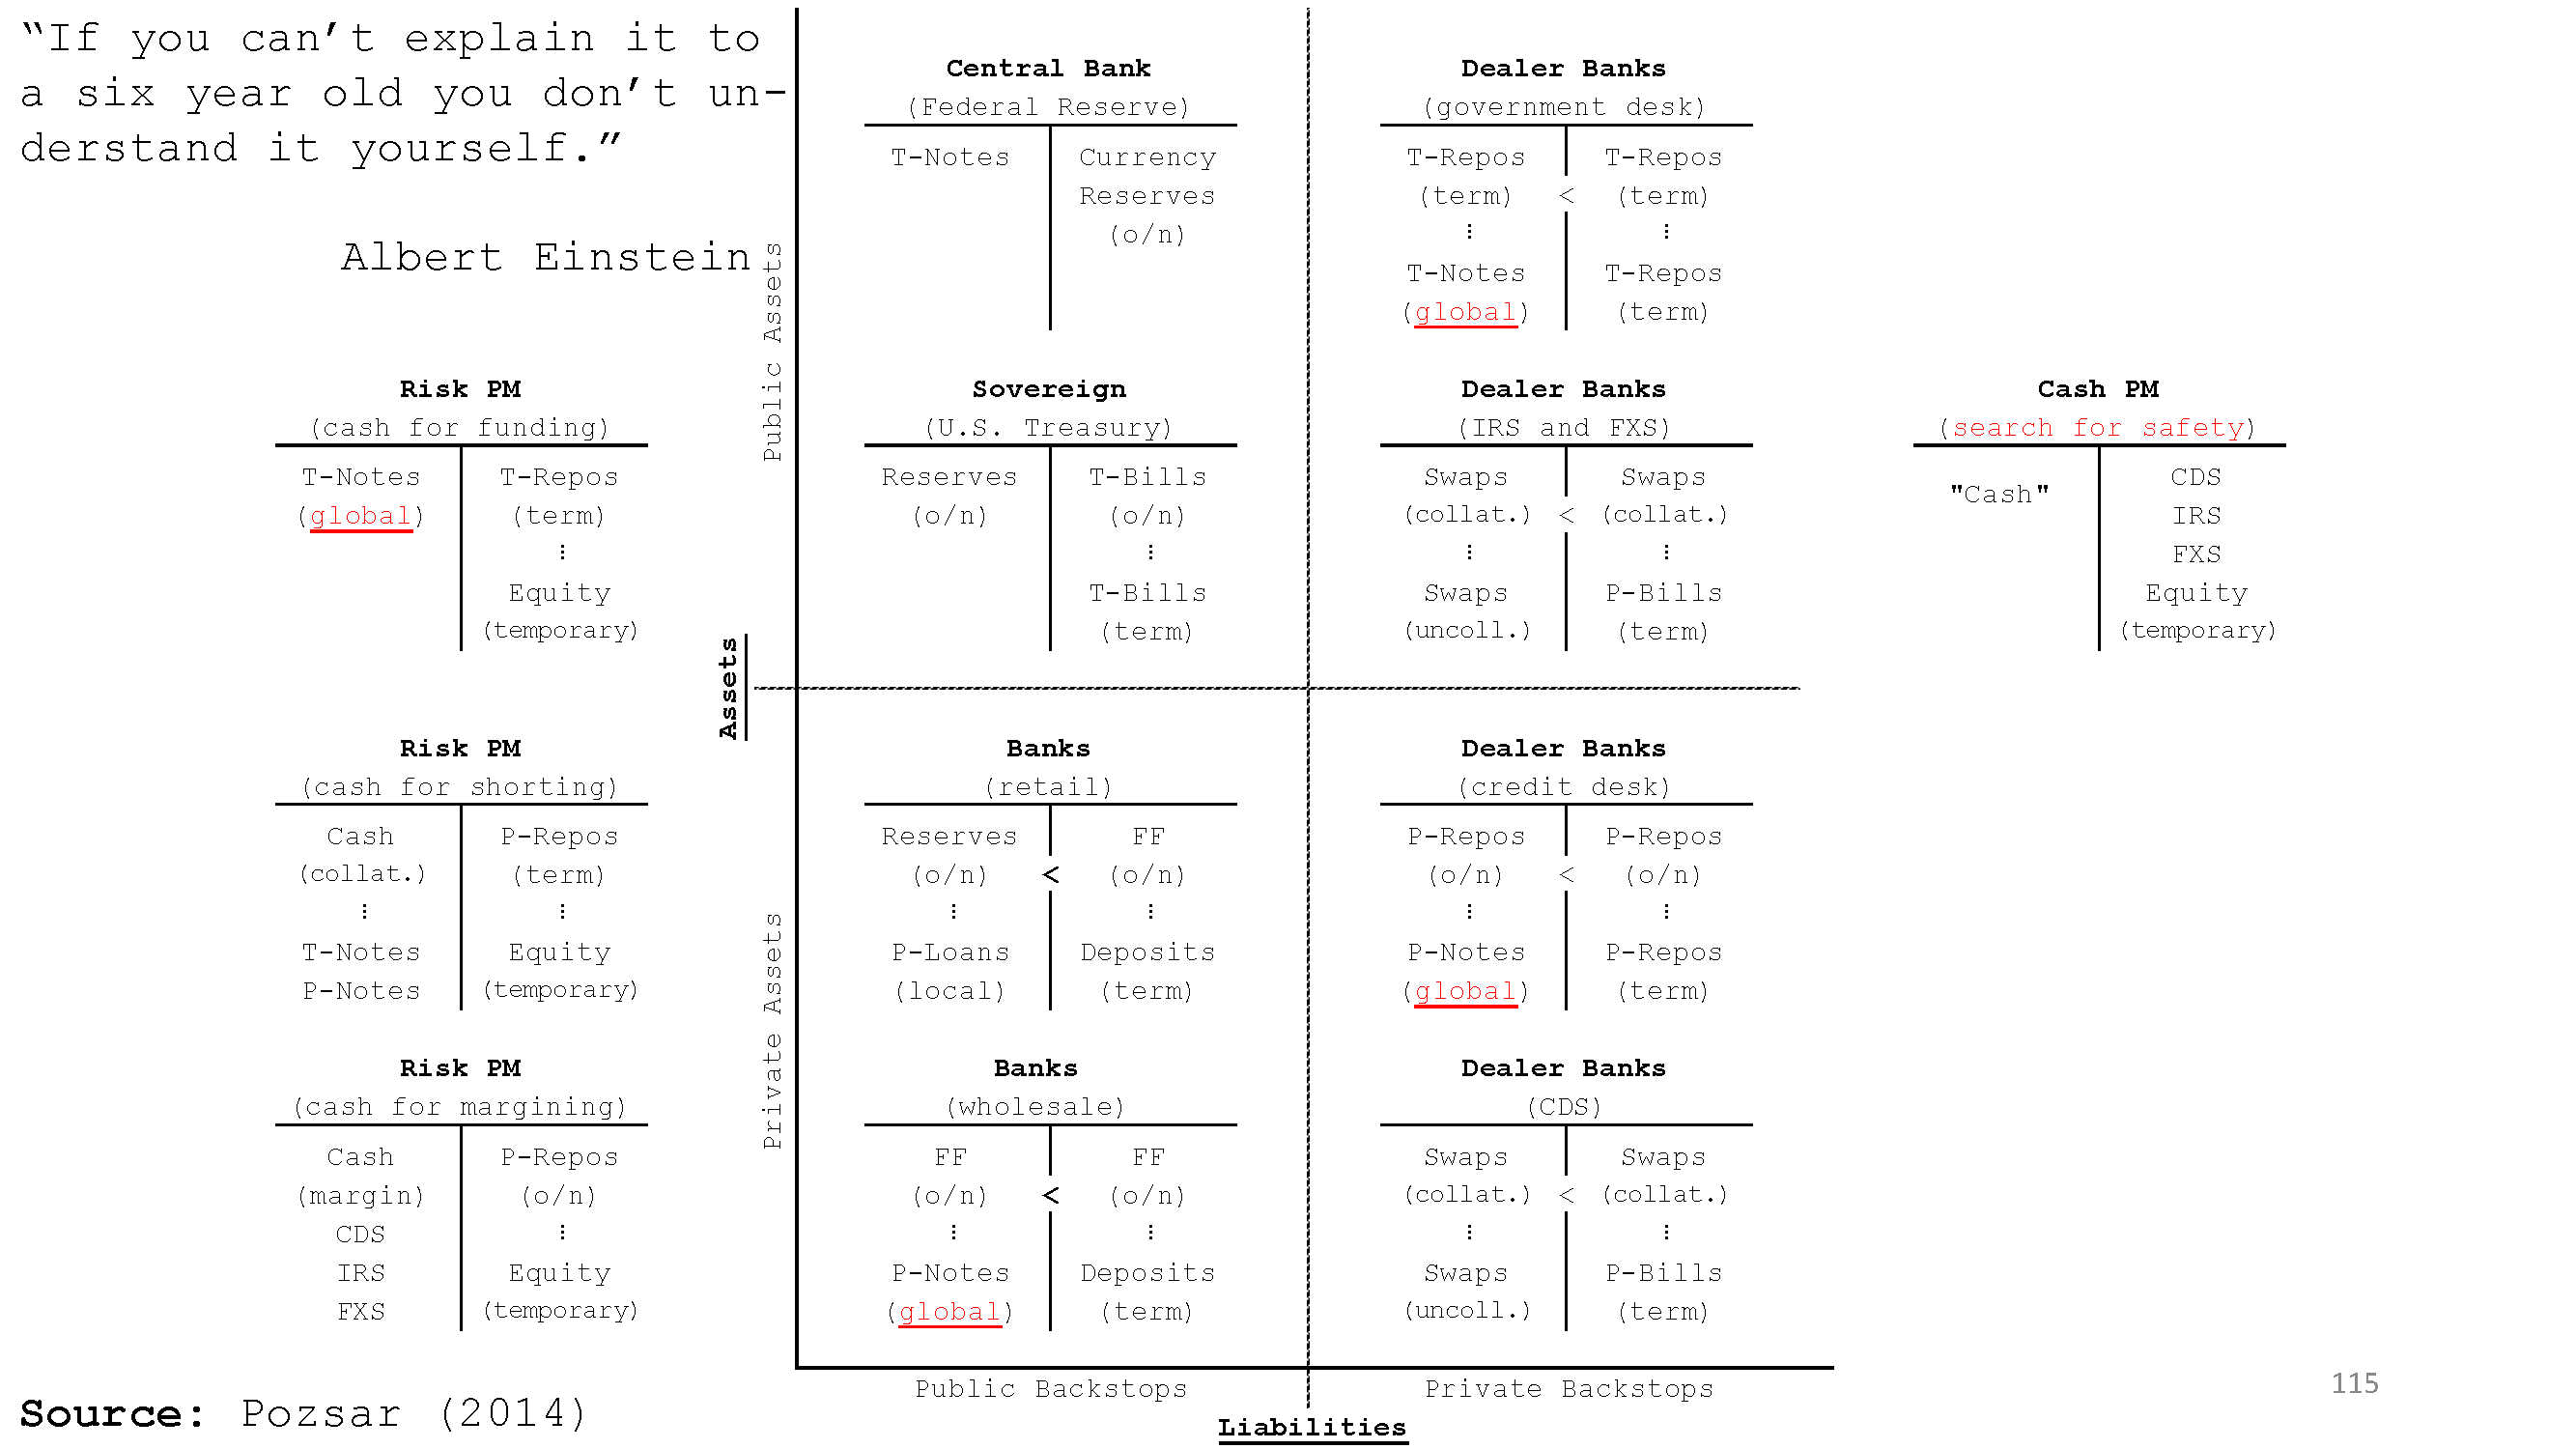 “If you can’t explain it to
a six year old you don’t un-
derstand it yourself.”
Albert Einstein
Assets
Public Assets
Private Assets
Central Bank
(Federal Reserve)
T-Notes Currency
Reserves
(o/n)
Dealer Banks
(government desk)
T-Repos T-Repos
(term) < (term)
⋮ ⋮
T-Notes T-Repos
(global) (term)
Risk PM
(cash for funding)
T-Notes T-Repos
(global) (term)
⋮
Equity
(temporary)
Sovereign
(U.S. Treasury)
Reserves T-Bills
(o/n) (o/n)
⋮
T-Bills
(term)
Dealer Banks
(IRS and FXS)
Swaps Swaps
(collat.) < (collat.)
⋮ ⋮
Swaps P-Bills
(uncoll.) (term)
Cash PM
(search for safety)
"Cash" CDS
IRS
FXS
Equity
(temporary)
Risk PM
(cash for shorting)
Cash P-Repos
(collat.) (term)
⋮ ⋮
T-Notes Equity
P-Notes (temporary)
Banks
(retail)
Reserves FF
(o/n) < (o/n)
⋮ ⋮
P-Loans Deposits
(local) (term)
Dealer Banks
(credit desk)
P-Repos P-Repos
(o/n) < (o/n)
⋮ ⋮
P-Notes P-Repos
(global) (term)
Risk PM
(cash for margining)
Cash P-Repos
(margin) (o/n)
CDS ⋮
IRS Equity
FXS (temporary)
Banks
(wholesale)
FF FF
(o/n) < (o/n)
⋮ ⋮
P-Notes Deposits
(global) (term)
Dealer Banks
(CDS)
Swaps Swaps
(collat.) < (collat.)
⋮ ⋮
Swaps P-Bills
(uncoll.) (term)
Public Backstops Private Backstops
Liabilities
Source: Pozsar (2014)
115